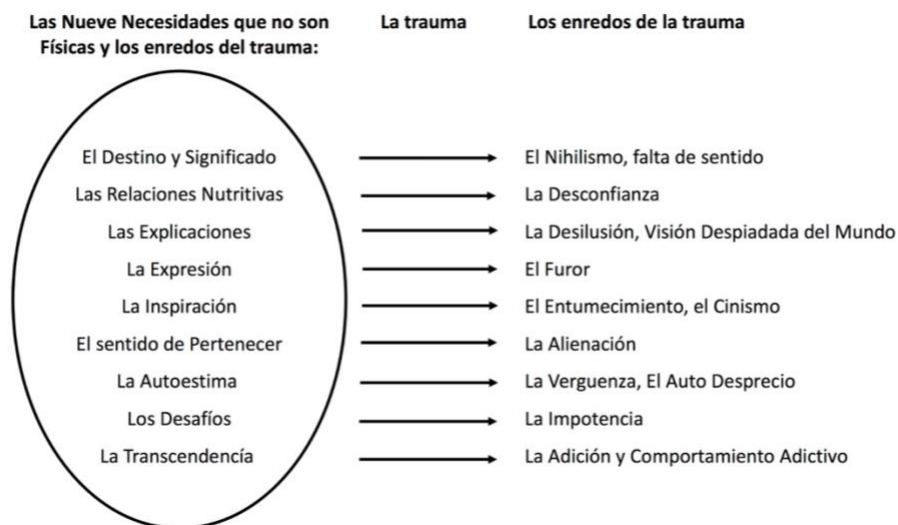 Las Nueve Necesidades que no son
Físicas y los enredos del trauma:
La trauma
Los enredos de la trauma
El Destino y Significado
El Nihilismo, falta de sentido
Las Relaciones Nutritivas
La Desconfianza
Las Explicaciones
La Desilusión, Visión Despiadada del Mundo
La Expresión
El Furor
La Inspiración
El Entumecimiento, el Cinismo
El sentido de Pertenecer
La Alienación
La Autoestima
La Verguenza, El Auto Desprecio
Los Desafíos
La Impotencia
La Transcendencía
La Adición y Comportamiento Adictivo